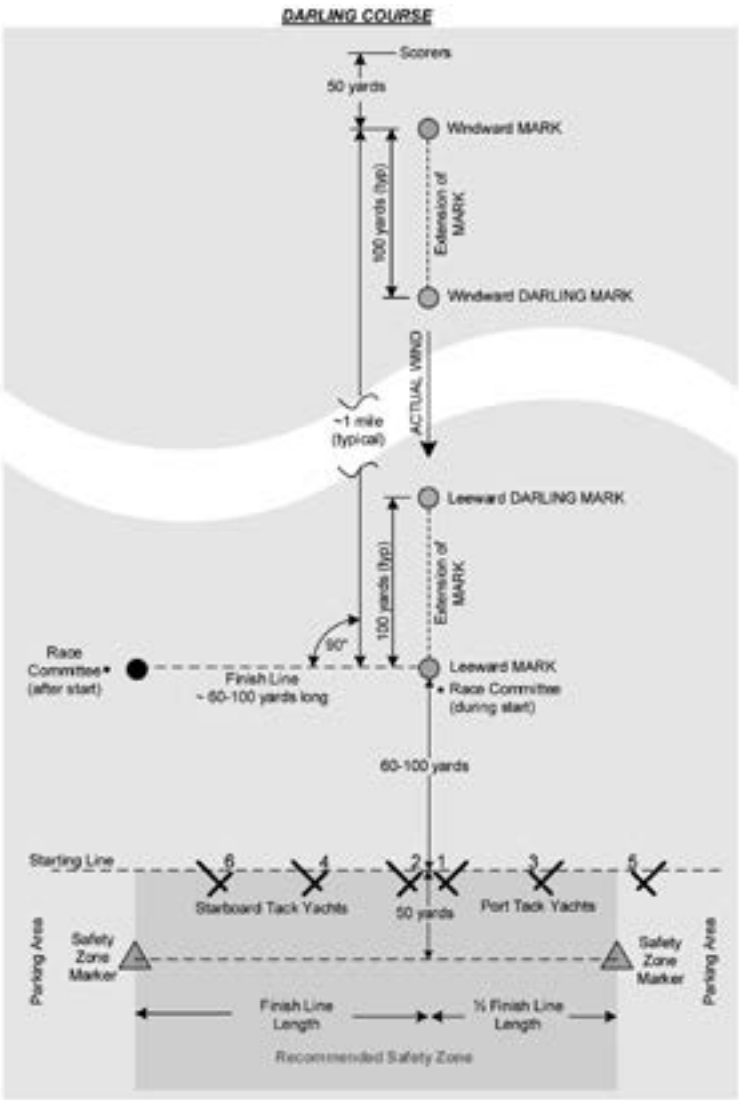 DARLING COURSE
Scorers
50 yards
Windward MARK
100 yards (typ)
Extension of
MARK
Windward DARLING MARK
ACTUAL WIND
~1 mile
(typical)
Leeward DARLING MARK
100 yards (typ)
Extension of
MARK
90°
Race
Committee*
(after start)
Finish Line
~ 60-100 yards long
Leeward MARK
* Race Committee
(during start)
60-100 yards
Starting Line
6
4
2
1
3
5
Starboard Tack Yachts
50 yards
Port Tack Yachts
Parking Area
Safety
Zone
Marker
Safety
Zone
Marker
Parking Area
Finish Line
Length
½ Finish Line
Length
Recommended Safety Zone